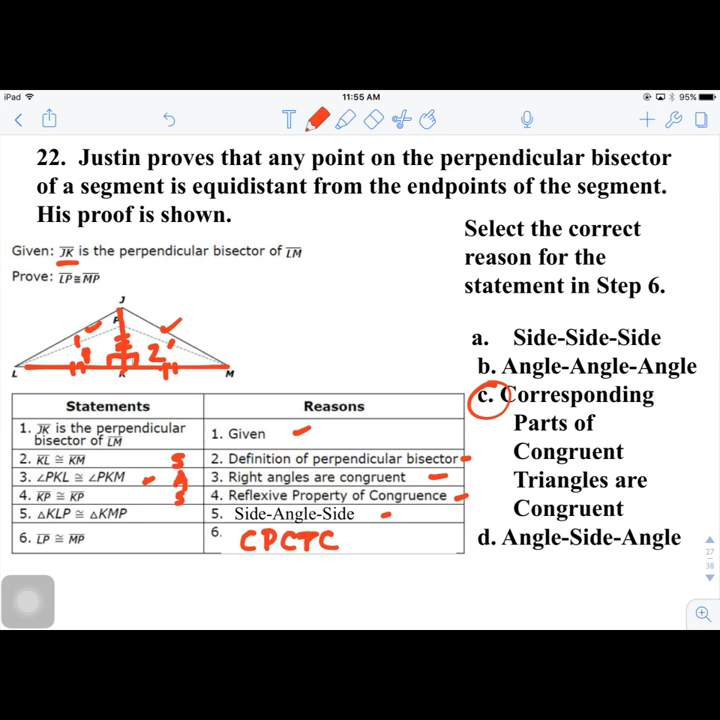 iPad 11:55 AM 95%
T
22. Justin proves that any point on the perpendicular bisector
of a segment is equidistant from the endpoints of the segment.
His proof is shown.
Given: JK is the perpendicular bisector of LM
Prove: LP≅MP
J
P
1 2
L K M
Statements Reasons
1. JK is the perpendicular
bisector of LM
1. Given
2. KL ≅ KM S 2. Definition of perpendicular bisector
3. ∠PKL ≅ ∠PKM A 3. Right angles are congruent
4. KP ≅ KP S 4. Reflexive Property of Congruence
5. △KLP ≅ △KMP 5. Side-Angle-Side
6. LP ≅ MP 6. CPCTC
Select the correct
reason for the
statement in Step 6.
a. Side-Side-Side
b. Angle-Angle-Angle
c. Corresponding
Parts of
Congruent
Triangles are
Congruent
d. Angle-Side-Angle
27
38